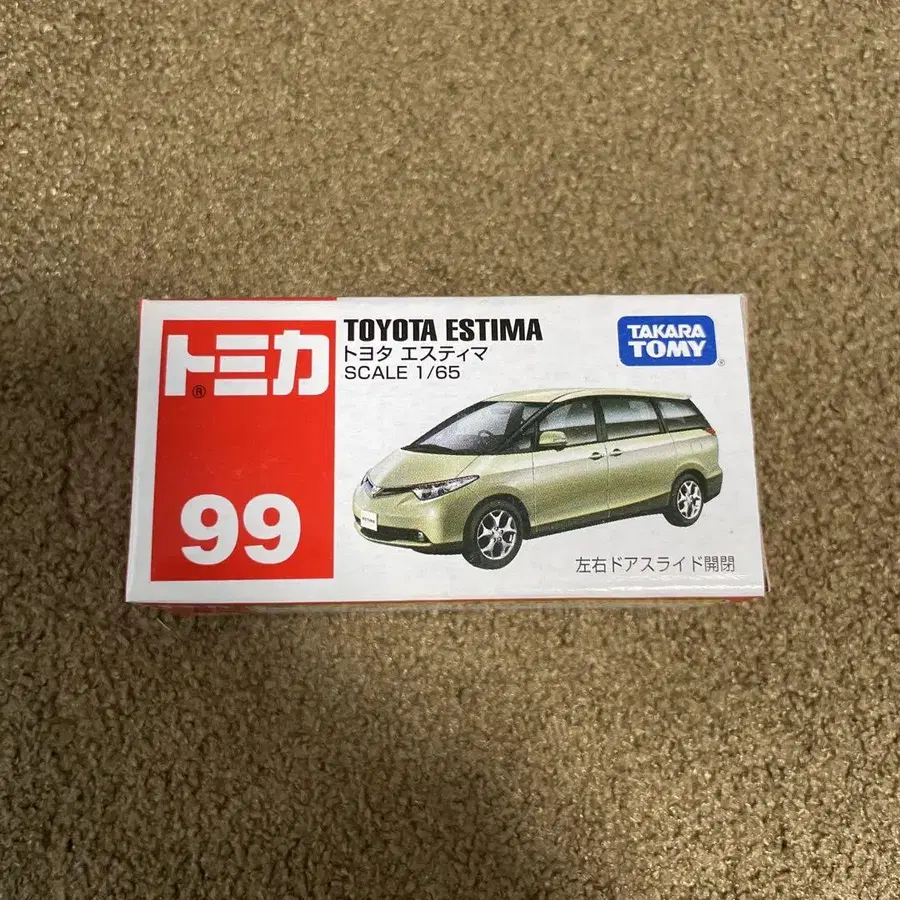 トミカ
®
99
TOYOTA ESTIMA
トヨタ エスティマ
SCALE 1/65
TAKARA
TOMY
®
ESTIMA
左右ドアスライド開閉